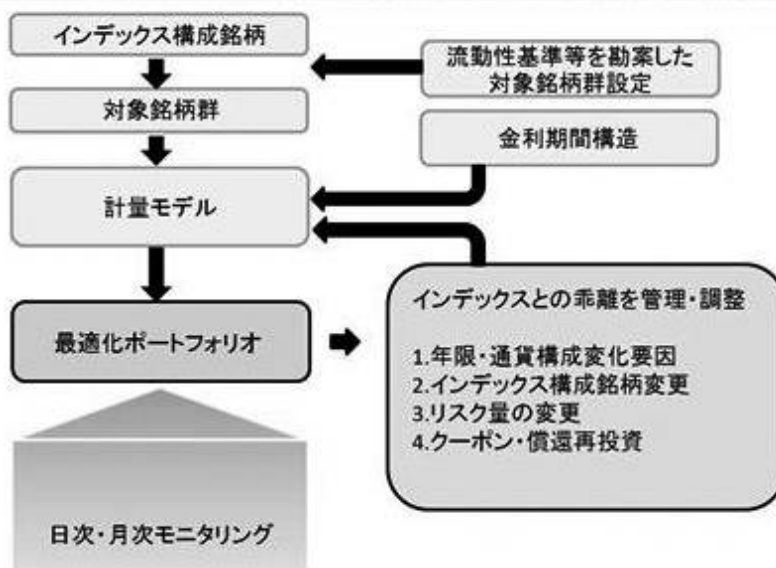 インデックス構成銘柄
流動性基準等を勘案した
対象銘柄群設定
対象銘柄群
金利期間構造
計量モデル
インデックスとの乖離を管理・調整
最適化ポートフォリオ
1.年限・通貨構成変化要因
2.インデックス構成銘柄変更
3.リスク量の変更
4.クーポン・償還再投資
日次・月次モニタリング